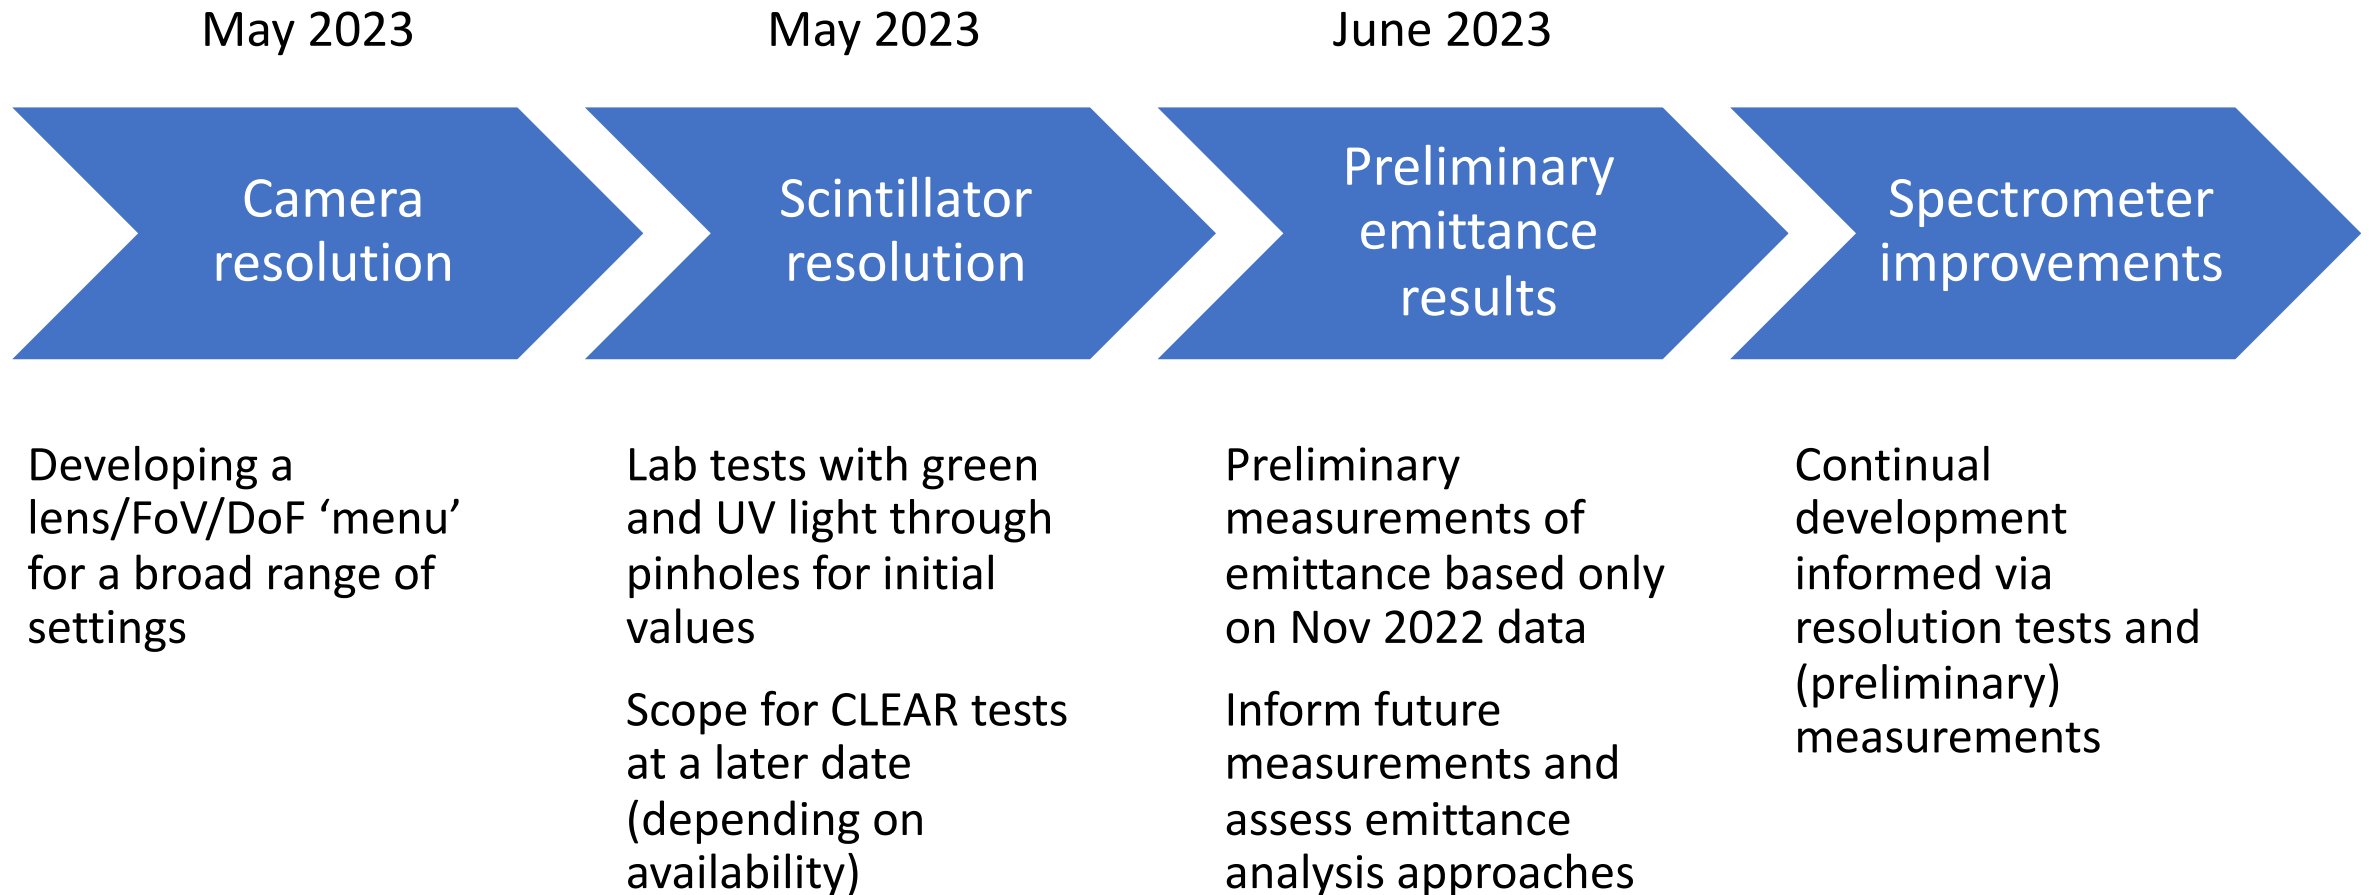 May 2023
May 2023
June 2023
Camera
resolution
Scintillator
resolution
Preliminary
emittance
results
Spectrometer
improvements
Developing a
lens/FoV/DoF ‘menu’
for a broad range of
settings
Lab tests with green
and UV light through
pinholes for initial
values
Scope for CLEAR tests
at a later date
(depending on
availability)
Preliminary
measurements of
emittance based only
on Nov 2022 data
Inform future
measurements and
assess emittance
analysis approaches
Continual
development
informed via
resolution tests and
(preliminary)
measurements